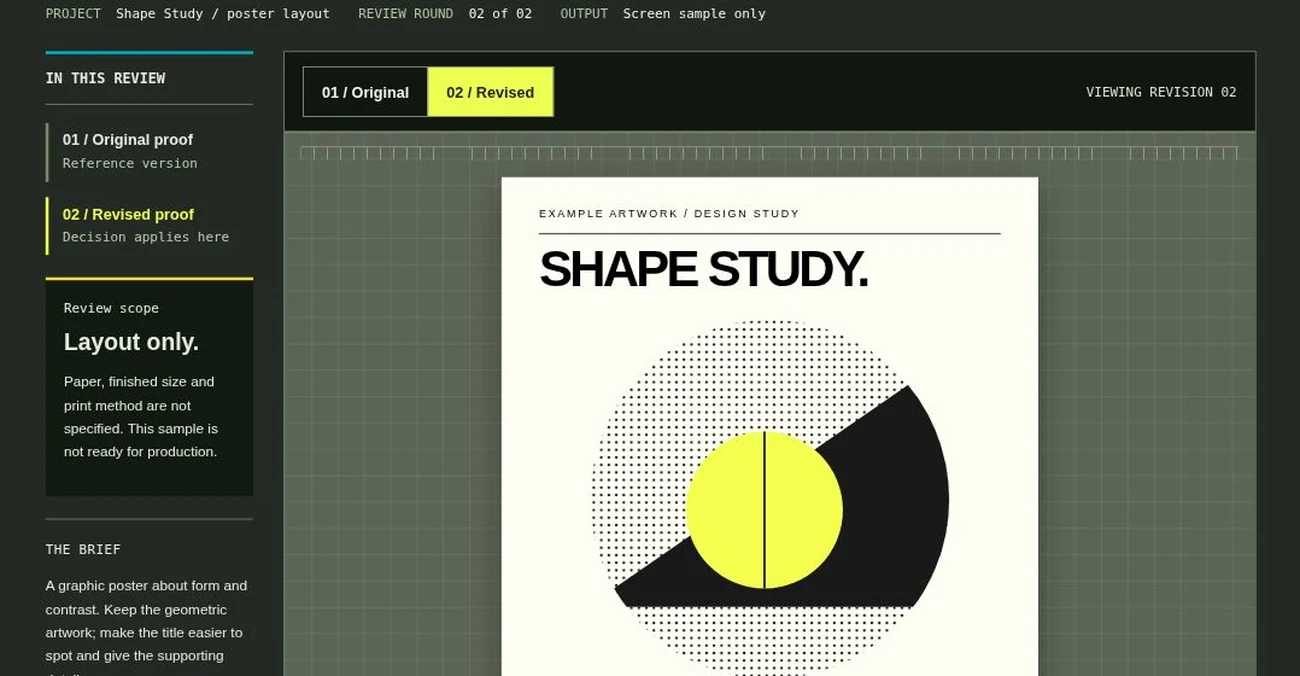 PROJECT Shape Study / poster layout REVIEW ROUND 02 of 02 OUTPUT Screen sample only
IN THIS REVIEW
01 / Original proof
Reference version
02 / Revised proof
Decision applies here
Review scope
Layout only.
Paper, finished size and
print method are not
specified. This sample is
not ready for production.
THE BRIEF
A graphic poster about form and
contrast. Keep the geometric
artwork; make the title easier to
spot and give the supporting
01 / Original
02 / Revised
VIEWING REVISION 02
EXAMPLE ARTWORK / DESIGN STUDY
SHAPE STUDY.